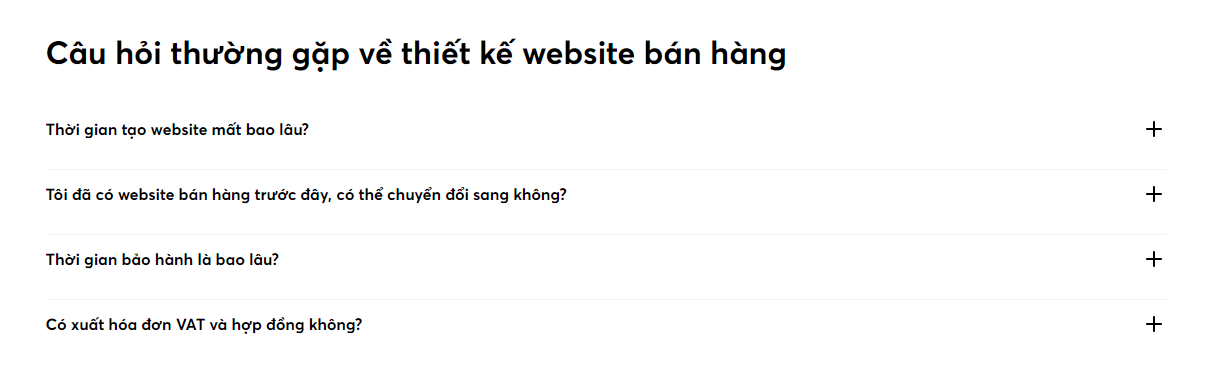 Câu hỏi thường gặp về thiết kế website bán hàng
Thời gian tạo website mất bao lâu?
Tôi đã có website bán hàng trước đây, có thể chuyển đổi sang không?
Thời gian bảo hành là bao lâu?
Có xuất hóa đơn VAT và hợp đồng không?